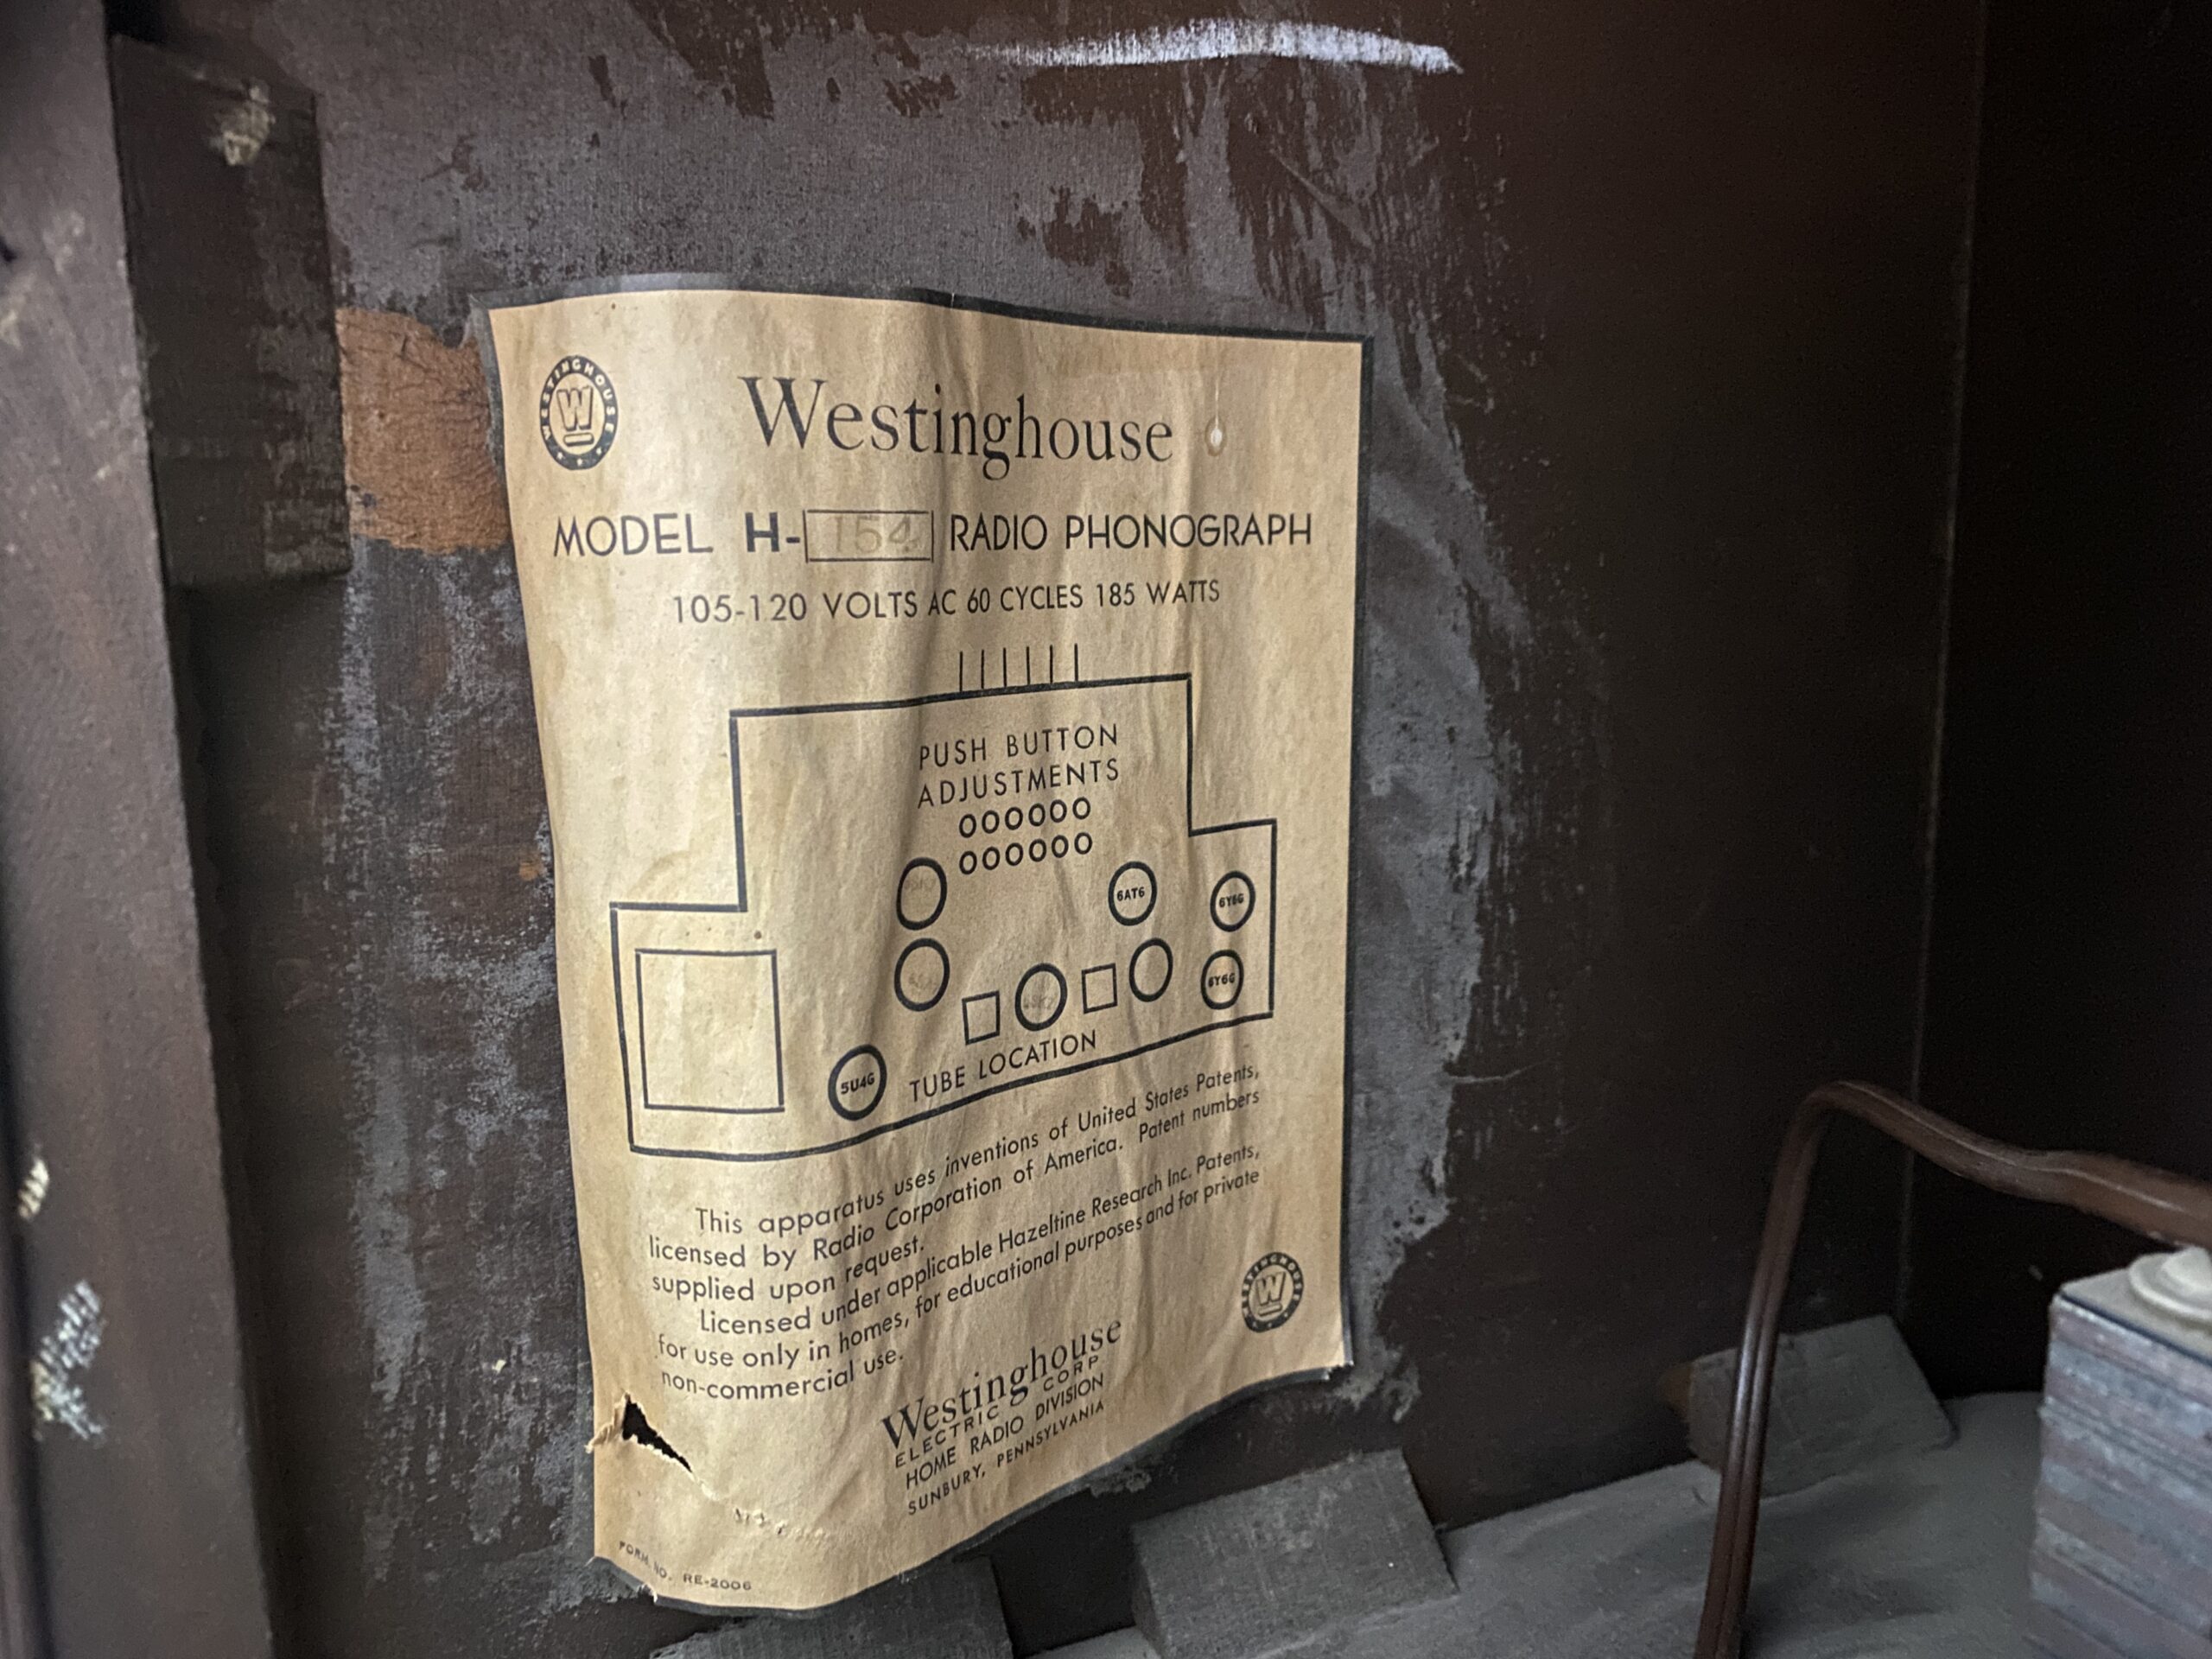 WESTINGHOUSE
W
Westinghouse
MODEL H-154 RADIO PHONOGRAPH
105-120 VOLTS AC 60 CYCLES 185 WATTS
PUSH BUTTON
ADJUSTMENTS
6AT6
6Y6G
6Y6G
5U4G
TUBE LOCATION
This apparatus uses inventions of United States Patents,
licensed by Radio Corporation of America. Patent numbers
supplied upon request.
Licensed under applicable Hazeltine Research Inc. Patents,
for use only in homes, for educational purposes and for private
non-commercial use.
WESTINGHOUSE
W
Westinghouse
ELECTRIC CORP
HOME RADIO DIVISION
SUNBURY, PENNSYLVANIA
FORM NO. RE-2006